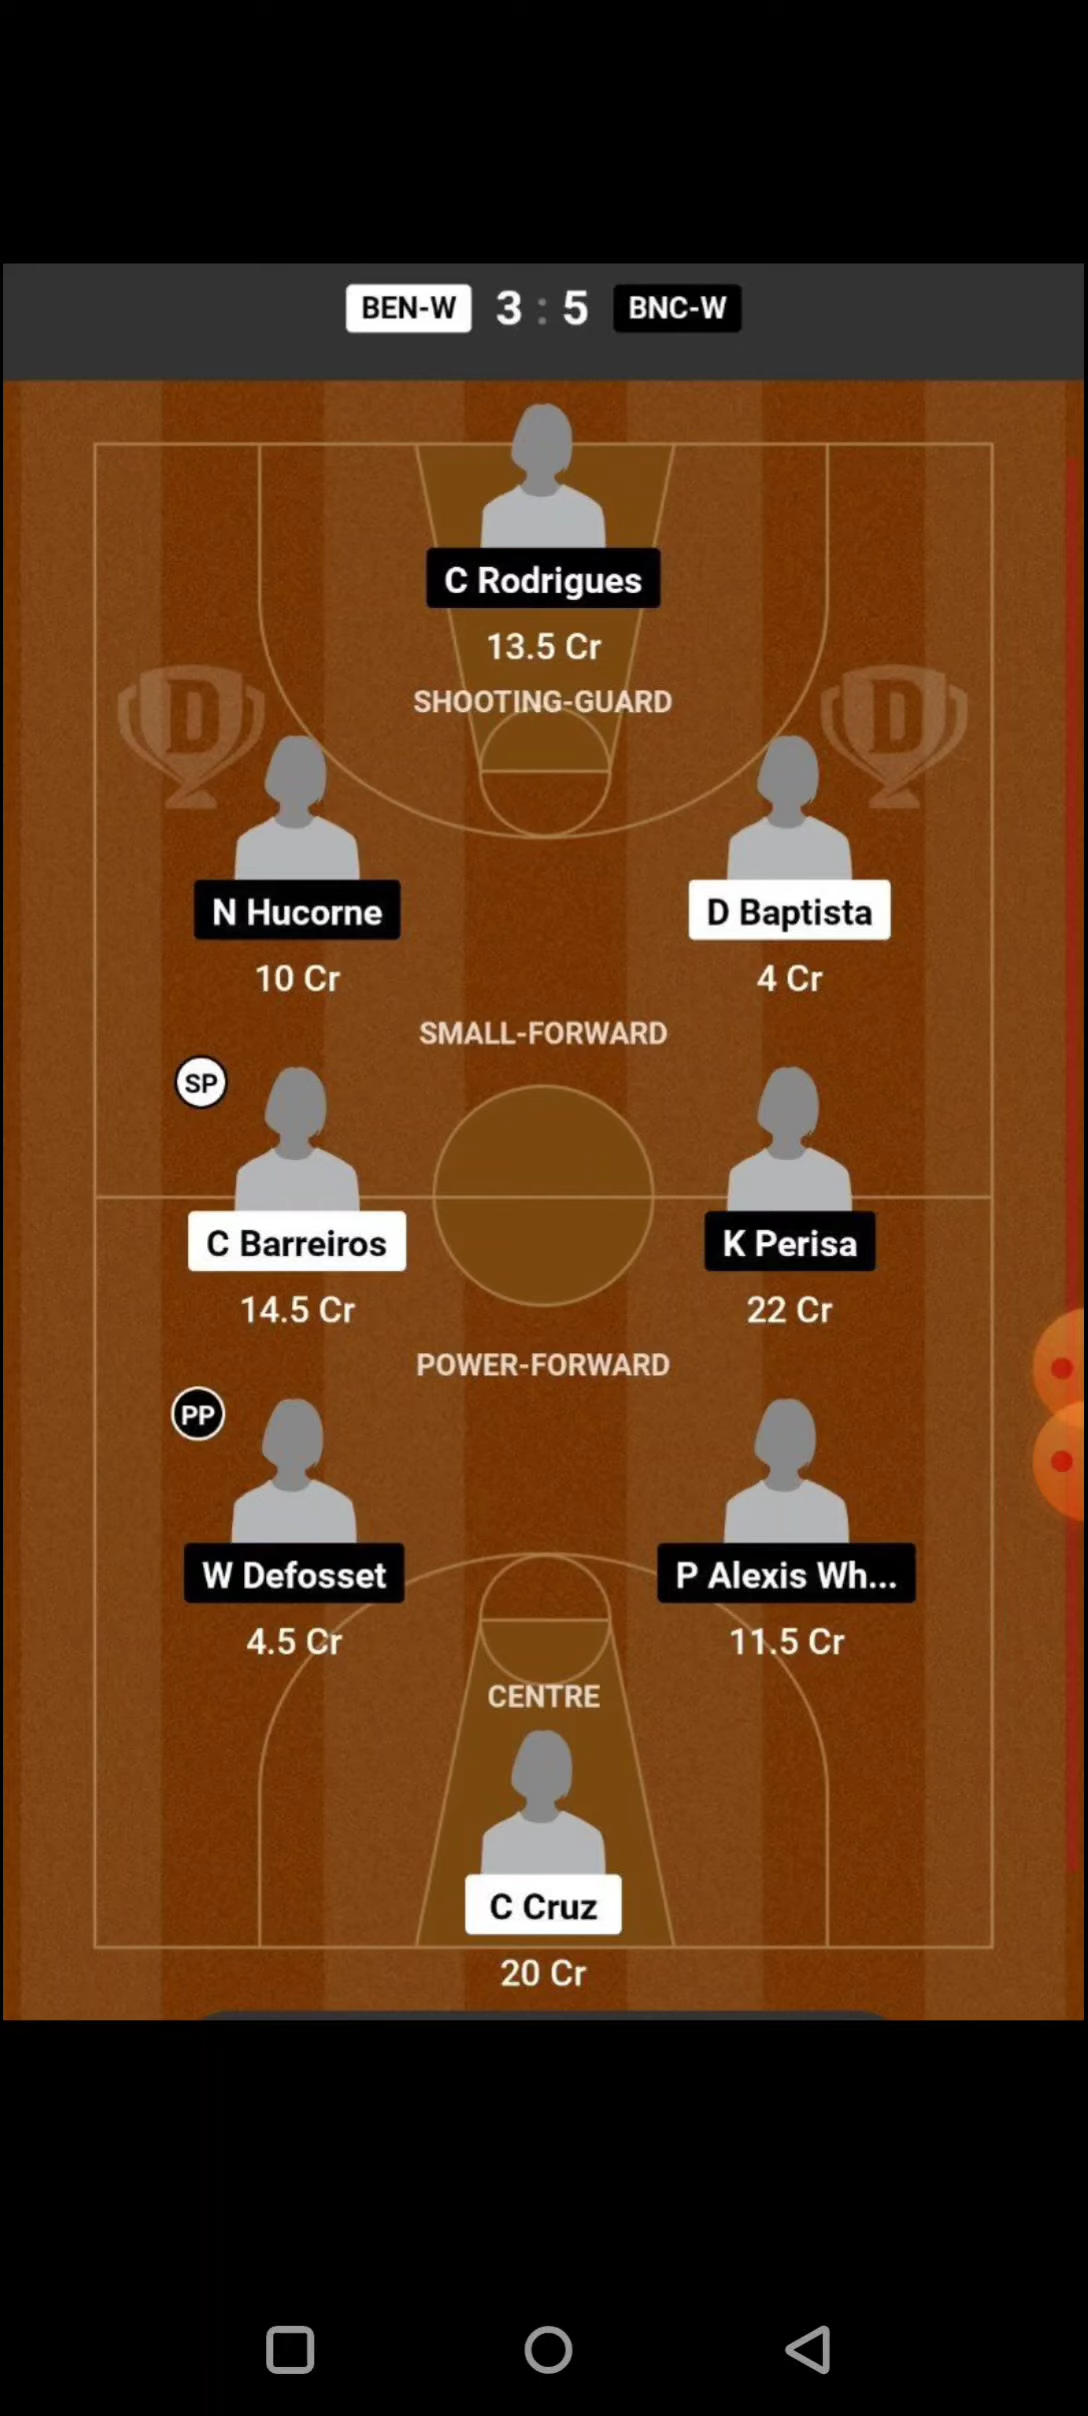 BEN-W 3 : 5 BNC-W
C Rodrigues
13.5 Cr
SHOOTING-GUARD
D D
N Hucorne D Baptista
10 Cr 4 Cr
SMALL-FORWARD
SP
C Barreiros K Perisa
14.5 Cr 22 Cr
POWER-FORWARD
PP
W Defosset P Alexis Wh...
4.5 Cr 11.5 Cr
CENTRE
C Cruz
20 Cr